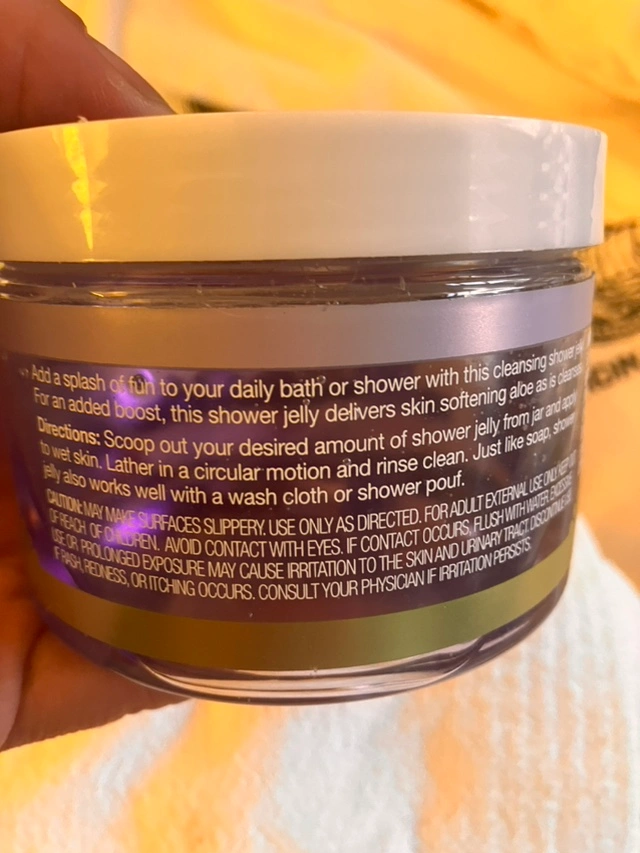 Add a splash of fun to your daily bath or shower with this cleansing shower
For an added boost, this shower jelly delivers skin softening aloe as is
Directions: Scoop out your desired amount of shower jelly from jar and apply
to wet skin. Lather in a circular motion and rinse clean. Just like soap, shower
jelly also works well with a wash cloth or shower pouf.
CAUTION: MAY MAKE SURFACES SLIPPERY. USE ONLY AS DIRECTED. FOR ADULT EXTERNAL USE ONLY. KEEP OUT
OF REACH OF CHILDREN. AVOID CONTACT WITH EYES. IF CONTACT OCCURS, FLUSH WITH WATER.
USE OR PROLONGED EXPOSURE MAY CAUSE IRRITATION TO THE SKIN AND URINARY TRACT. DISCONTINUE USE
IF RASH, REDNESS, OR ITCHING OCCURS. CONSULT YOUR PHYSICIAN IF IRRITATION PERSISTS.